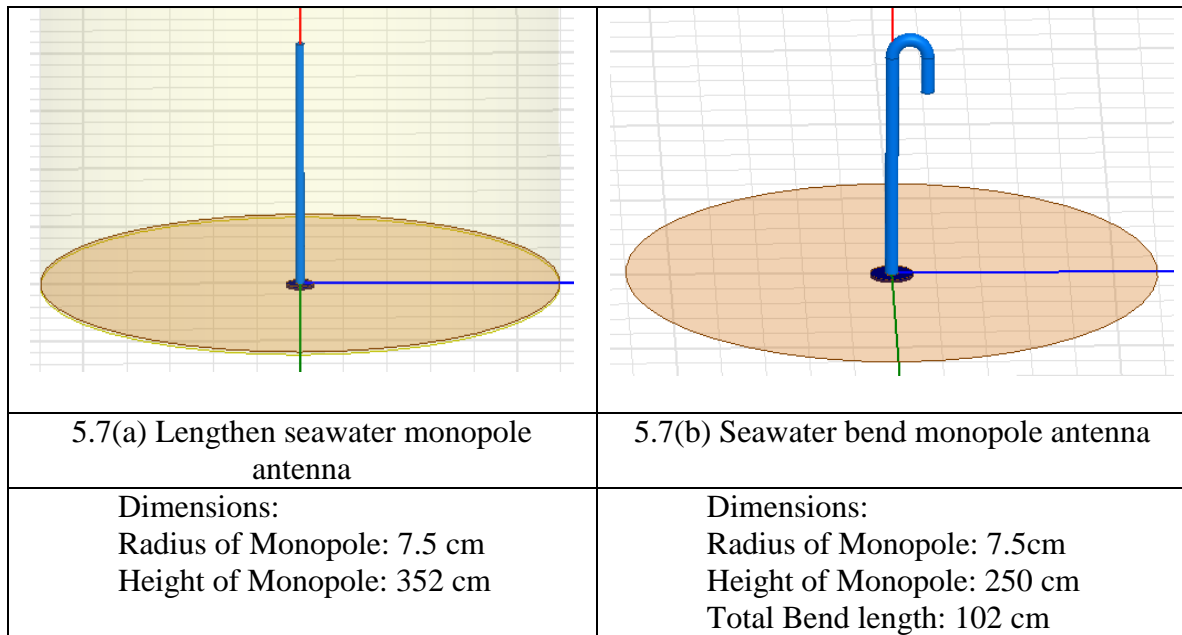 5.7(a) Lengthen seawater monopole
antenna
5.7(b) Seawater bend monopole antenna
Dimensions:
Radius of Monopole: 7.5 cm
Height of Monopole: 352 cm
Dimensions:
Radius of Monopole: 7.5cm
Height of Monopole: 250 cm
Total Bend length: 102 cm